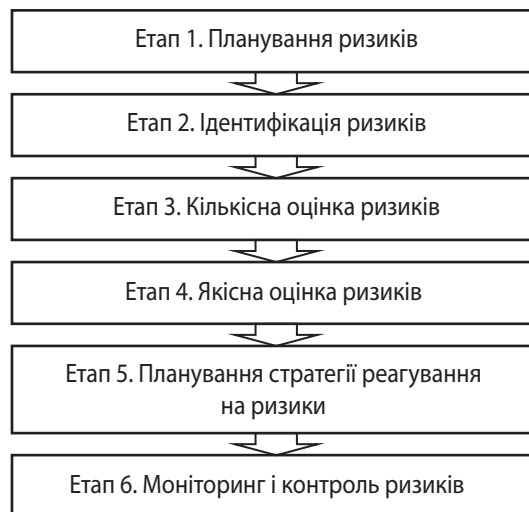 Етап 1. Планування ризиків
Етап 2. Ідентифікація ризиків
Етап 3. Кількісна оцінка ризиків
Етап 4. Якісна оцінка ризиків
Етап 5. Планування стратегії реагування
на ризики
Етап 6. Моніторинг і контроль ризиків